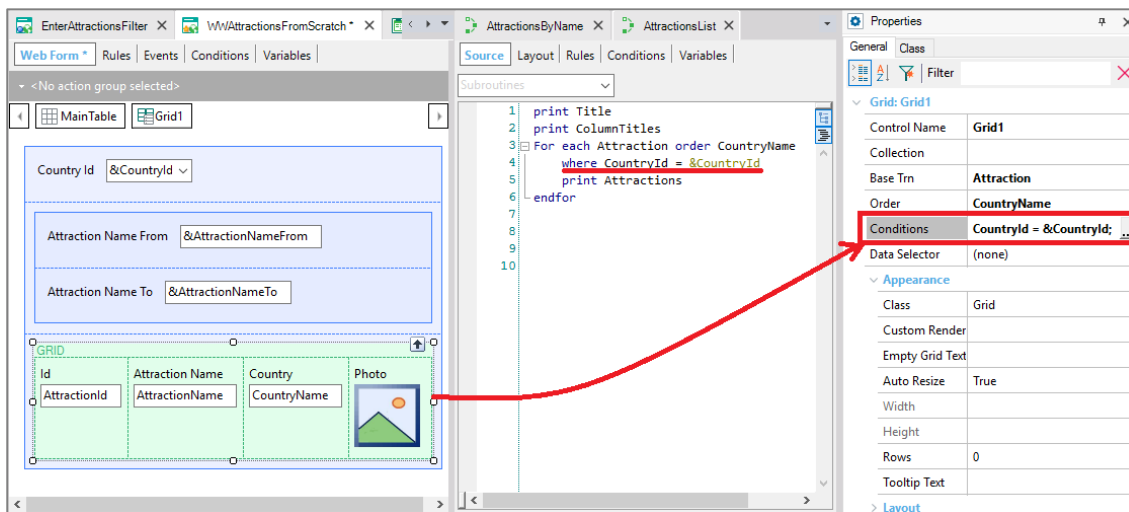 EnterAttractionsFilter
WWAttractionsFromScratch *
Web Form * Rules Events Conditions Variables
<No action group selected>
MainTable Grid1
Country Id &CountryId
Attraction Name From &AttractionNameFrom
Attraction Name To &AttractionNameTo
GRID
Id Attraction Name Country Photo
AttractionId AttractionName CountryName
AttractionsByName AttractionsList
Source Layout Rules Conditions Variables
Subroutines
1 print Title
2 print ColumnTitles
3 For each Attraction order CountryName
4 where CountryId = &CountryId
5 print Attractions
6 endfor
7
8
9
10
Properties
General Class
Filter
Grid: Grid1
Control Name Grid1
Collection
Base Trn Attraction
Order CountryName
Conditions CountryId = &CountryId; ...
Data Selector (none)
Appearance
Class Grid
Custom Render
Empty Grid Text
Auto Resize True
Width
Height
Rows 0
Tooltip Text
Layout